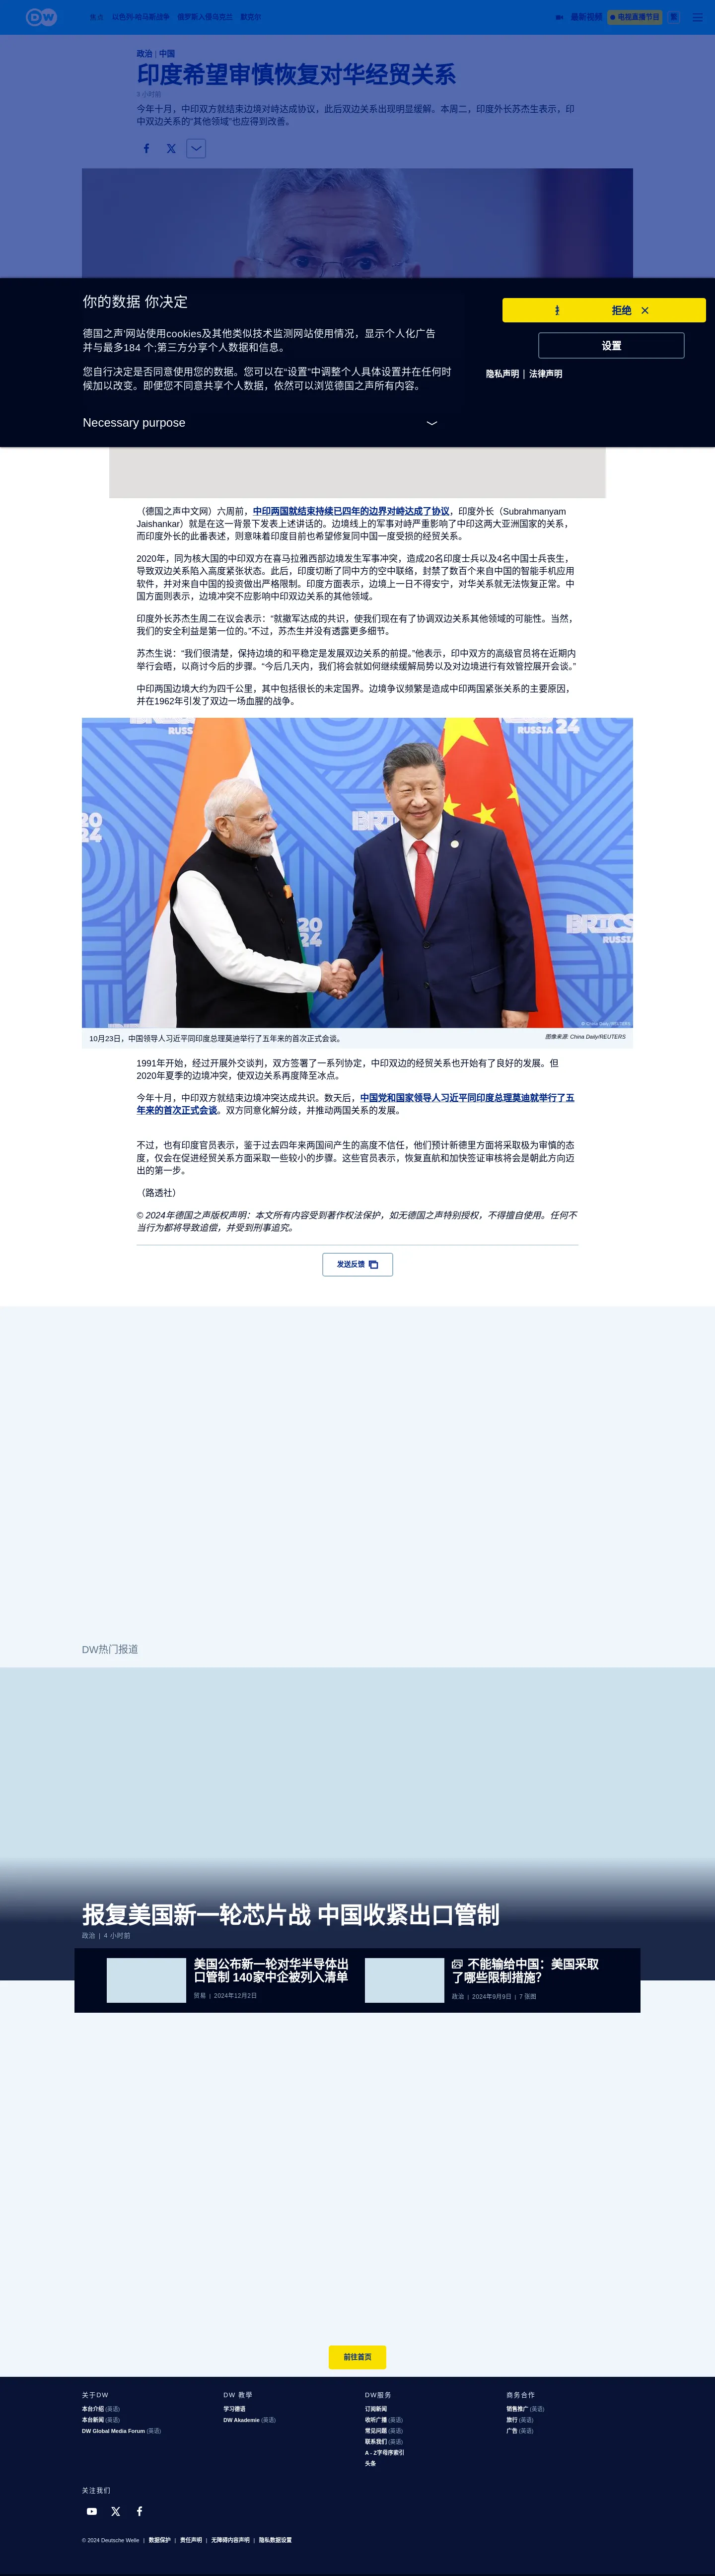 DW
焦点 以色列-哈马斯战争 俄罗斯入侵乌克兰 默克尔 最新视频 电视直播节目 繁
政治 | 中国
印度希望审慎恢复对华经贸关系
3 小时前
今年十月，中印双方就结束边境对峙达成协议，此后双边关系出现明显缓解。本周二，印度外长苏杰生表示，印
中双边关系的“其他领域”也应得到改善。
你的数据 你决定
拒绝
德国之声'网站使用cookies及其他类似技术监测网站使用情况，显示个人化广告
并与最多184 个;第三方分享个人数据和信息。
设置
您自行决定是否同意使用您的数据。您可以在"设置"中调整个人具体设置并在任何时
候加以改变。即便您不同意共享个人数据，依然可以浏览德国之声所有内容。
隐私声明 | 法律声明
Necessary purpose
（德国之声中文网）六周前，中印两国就结束持续已四年的边界对峙达成了协议，印度外长（Subrahmanyam
Jaishankar）就是在这一背景下发表上述讲话的。边境线上的军事对峙严重影响了中印这两大亚洲国家的关系，
而印度外长的此番表述，则意味着印度目前也希望修复同中国一度受损的经贸关系。
2020年，同为核大国的中印双方在喜马拉雅西部边境发生军事冲突，造成20名印度士兵以及4名中国士兵丧生，
导致双边关系陷入高度紧张状态。此后，印度切断了同中方的空中联络，封禁了数百个来自中国的智能手机应用
软件，并对来自中国的投资做出严格限制。印度方面表示，边境上一日不得安宁，对华关系就无法恢复正常。中
国方面则表示，边境冲突不应影响中印双边关系的其他领域。
印度外长苏杰生周二在议会表示：“就撤军达成的共识，使我们现在有了协调双边关系其他领域的可能性。当然，
我们的安全利益是第一位的。”不过，苏杰生并没有透露更多细节。
苏杰生说：“我们很清楚，保持边境的和平稳定是发展双边关系的前提。”他表示，印中双方的高级官员将在近期内
举行会晤，以商讨今后的步骤。“今后几天内，我们将会就如何继续缓解局势以及对边境进行有效管控展开会谈。”
中印两国边境大约为四千公里，其中包括很长的未定国界。边境争议频繁是造成中印两国紧张关系的主要原因，
并在1962年引发了双边一场血腥的战争。
RUSSIA 24
2024
BRICS
RUSSIA
© China Daily/REUTERS
10月23日，中国领导人习近平同印度总理莫迪举行了五年来的首次正式会谈。
图像来源: China Daily/REUTERS
1991年开始，经过开展外交谈判，双方签署了一系列协定，中印双边的经贸关系也开始有了良好的发展。但
2020年夏季的边境冲突，使双边关系再度降至冰点。
今年十月，中印双方就结束边境冲突达成共识。数天后，中国党和国家领导人习近平同印度总理莫迪就举行了五
年来的首次正式会谈。双方同意化解分歧，并推动两国关系的发展。
不过，也有印度官员表示，鉴于过去四年来两国间产生的高度不信任，他们预计新德里方面将采取极为审慎的态
度，仅会在促进经贸关系方面采取一些较小的步骤。这些官员表示，恢复直航和加快签证审核将会是朝此方向迈
出的第一步。
（路透社）
© 2024年德国之声版权声明：本文所有内容受到著作权法保护，如无德国之声特别授权，不得擅自使用。任何不
当行为都将导致追偿，并受到刑事追究。
发送反馈
DW热门报道
报复美国新一轮芯片战 中国收紧出口管制
政治 | 4 小时前
美国公布新一轮对华半导体出
口管制 140家中企被列入清单
贸易 | 2024年12月2日
不能输给中国：美国采取
了哪些限制措施？
政治 | 2024年9月9日 | 7 张图
前往首页
关于DW
本台介绍 (英语)
本台新闻 (英语)
DW Global Media Forum (英语)
DW 教學
学习德语
DW Akademie (英语)
DW服务
订阅新闻
收听广播 (英语)
常见问题 (英语)
联系我们 (英语)
A - Z字母序索引
头条
商务合作
销售推广 (英语)
旅行 (英语)
广告 (英语)
关注我们
© 2024 Deutsche Welle | 数据保护 | 责任声明 | 无障碍内容声明 | 隐私数据设置